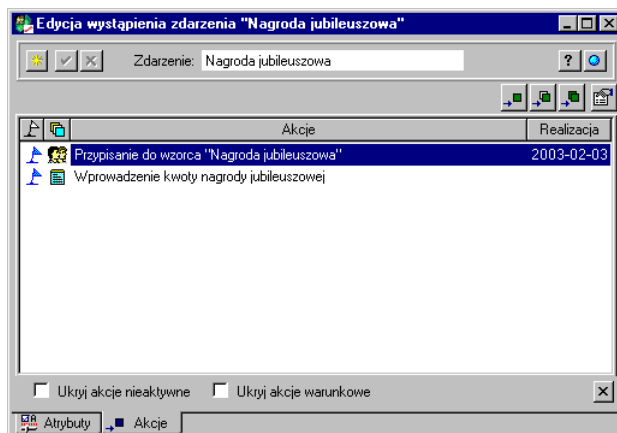 Edycja wystąpienia zdarzenia "Nagroda jubileuszowa"
Zdarzenie: Nagroda jubileuszowa
?
Akcje Realizacja
Przypisanie do wzorca "Nagroda jubileuszowa" 2003-02-03
Wprowadzenie kwoty nagrody jubileuszowej
Ukryj akcje nieaktywne Ukryj akcje warunkowe
Atrybuty Akcje